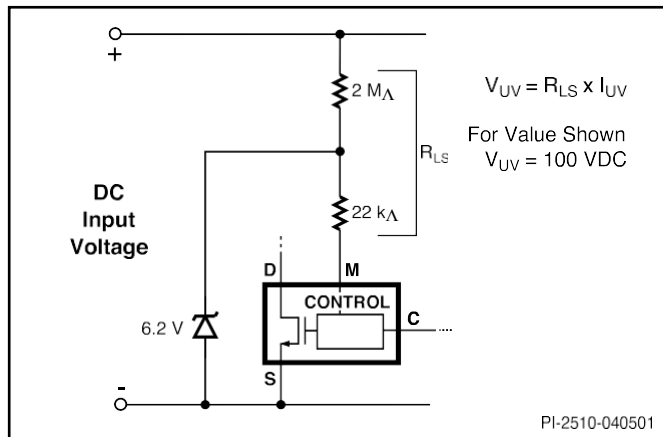 +
2 MΛ
V_UV = R_LS x I_UV
For Value Shown
V_UV = 100 VDC
R_LS
DC
Input
Voltage
22 kΛ
D
M
CONTROL
C
6.2 V
S
-
PI-2510-040501